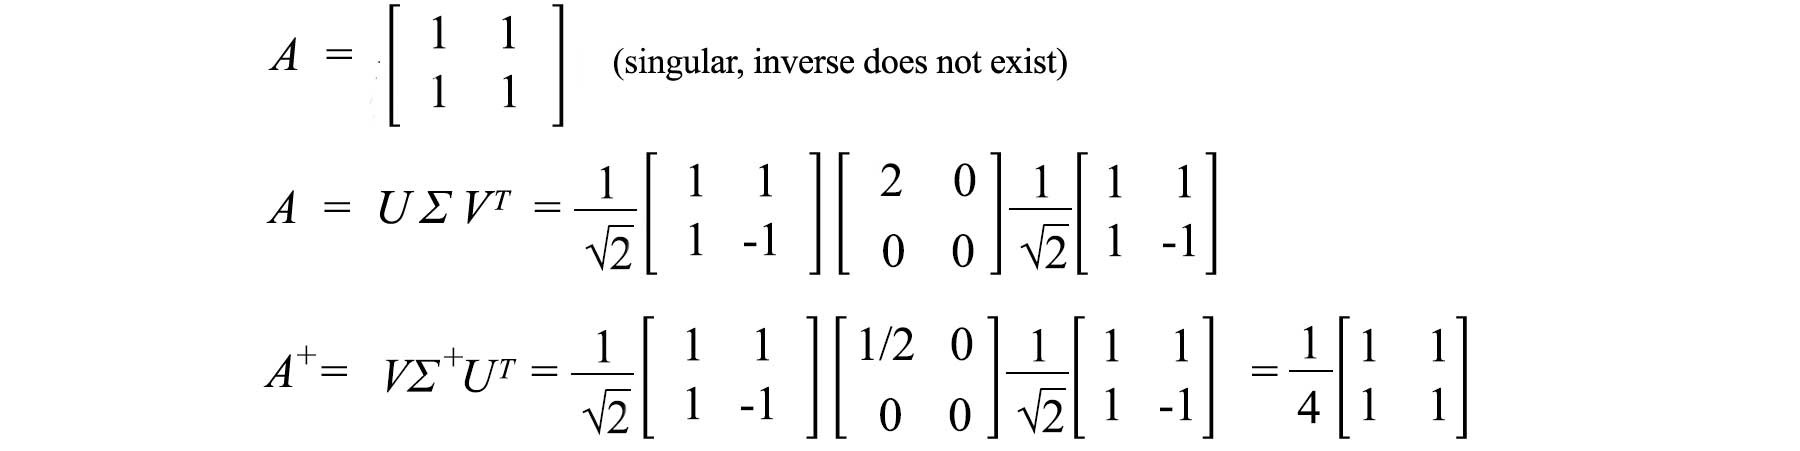 A = [ 1 1 ; 1 1 ] (singular, inverse does not exist)
A = U Σ Vᵀ = 1/√2 [ 1 1 ; 1 -1 ] [ 2 0 ; 0 0 ] 1/√2 [ 1 1 ; 1 -1 ]
A⁺ = VΣ⁺Uᵀ = 1/√2 [ 1 1 ; 1 -1 ] [ 1/2 0 ; 0 0 ] 1/√2 [ 1 1 ; 1 -1 ] = 1/4 [ 1 1 ; 1 1 ]